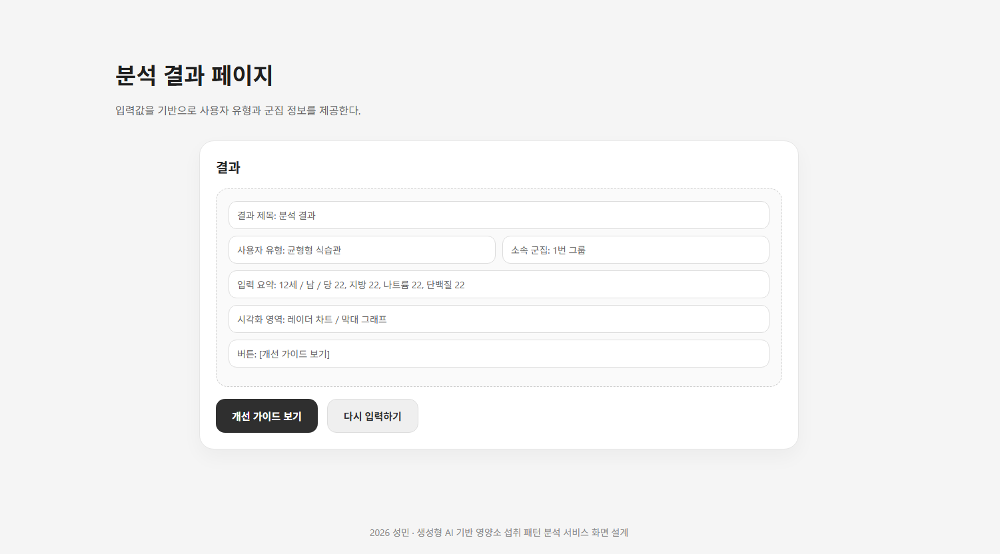 분석 결과 페이지
입력값을 기반으로 사용자 유형과 군집 정보를 제공한다.
결과
결과 제목: 분석 결과
사용자 유형: 균형형 식습관
소속 군집: 1번 그룹
입력 요약: 12세 / 남 / 당 22, 지방 22, 나트륨 22, 단백질 22
시각화 영역: 레이더 차트 / 막대 그래프
버튼: [개선 가이드 보기]
개선 가이드 보기
다시 입력하기
2026 성민 · 생성형 AI 기반 영양소 섭취 패턴 분석 서비스 화면 설계